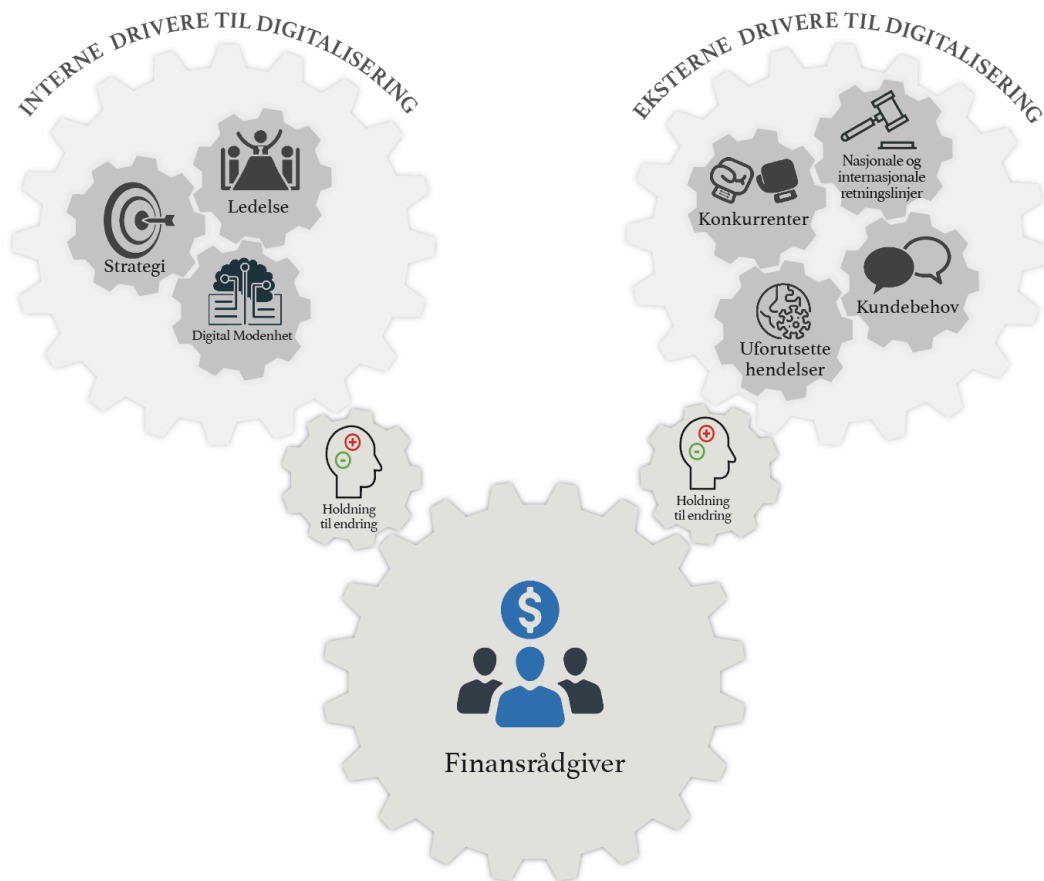 INTERNE DRIVERE TIL DIGITALISERING
Ledelse
Strategi
Digital Modenhet
EKSTERNE DRIVERE TIL DIGITALISERING
Nasjonale og
internasjonale
retningslinjer
Konkurrenter
Kundebehov
Uforutsette
hendelser
+
-
Holdning
til endring
+
-
Holdning
til endring
$
Finansrådgiver